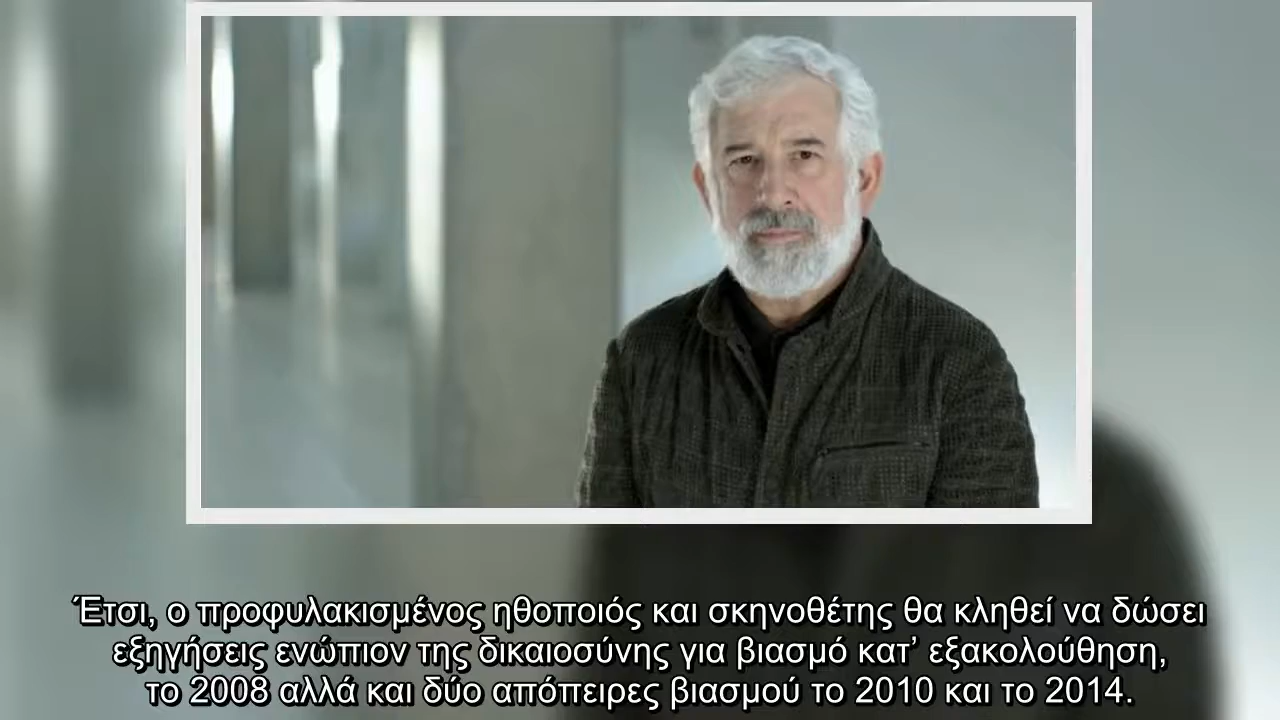 Έτσι, ο προφυλακισμένος ηθοποιός και σκηνοθέτης θα κληθεί να δώσει
εξηγήσεις ενώπιον της δικαιοσύνης για βιασμό κατ’ εξακολούθηση,
το 2008 αλλά και δύο απόπειρες βιασμού το 2010 και το 2014.